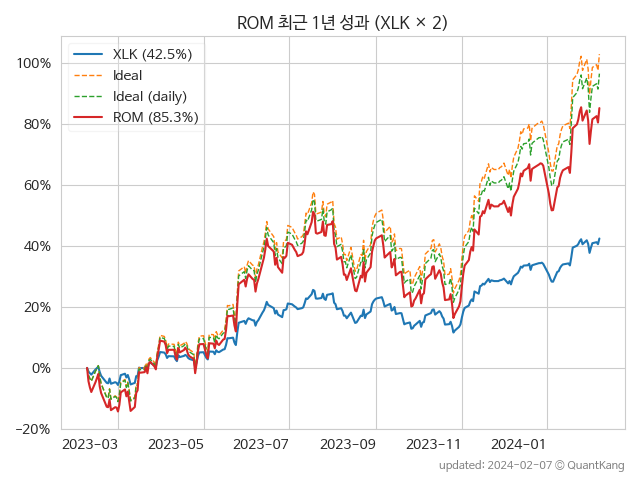 ROM 최근 1년 성과 (XLK × 2)
XLK (42.5%)
Ideal
Ideal (daily)
ROM (85.3%)
100%
80%
60%
40%
20%
0%
−20%
2023-03 2023-05 2023-07 2023-09 2023-11 2024-01
updated: 2024-02-07 © QuantKang